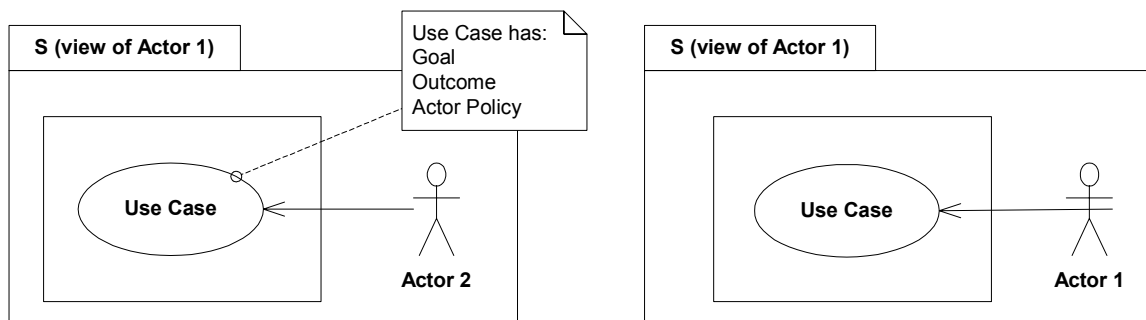 S (view of Actor 1)
Use Case has:
Goal
Outcome
Actor Policy
Use Case
Actor 2
S (view of Actor 1)
Use Case
Actor 1